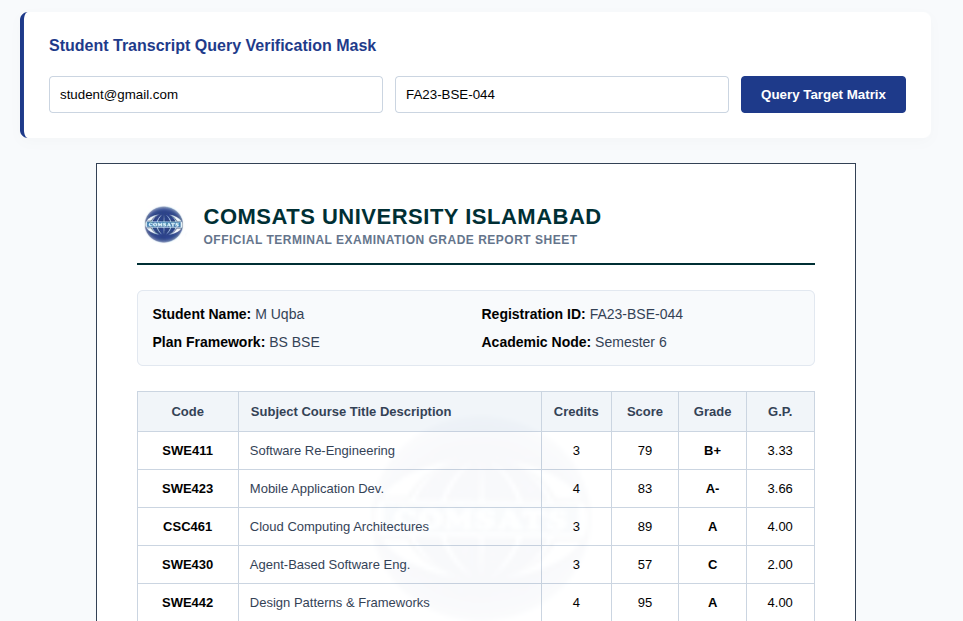 Student Transcript Query Verification Mask
student@gmail.com FA23-BSE-044 Query Target Matrix
COMSATS
COMSATS UNIVERSITY ISLAMABAD
OFFICIAL TERMINAL EXAMINATION GRADE REPORT SHEET
Student Name: M Uqba Registration ID: FA23-BSE-044
Plan Framework: BS BSE Academic Node: Semester 6
Code Subject Course Title Description Credits Score Grade G.P.
SWE411 Software Re-Engineering 3 79 B+ 3.33
SWE423 Mobile Application Dev. 4 83 A- 3.66
CSC461 Cloud Computing Architectures 3 89 A 4.00
SWE430 Agent-Based Software Eng. 3 57 C 2.00
SWE442 Design Patterns & Frameworks 4 95 A 4.00